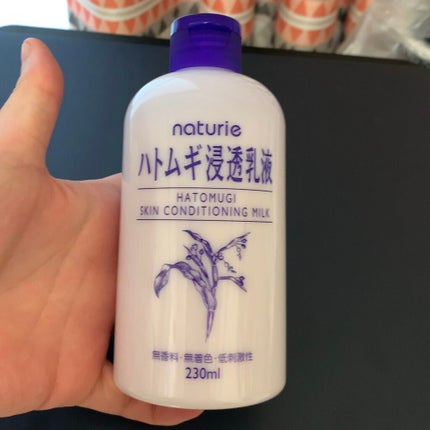 naturie
ハトムギ浸透乳液
HATOMUGI
SKIN CONDITIONING MILK
無香料・無着色・低刺激性
230ml